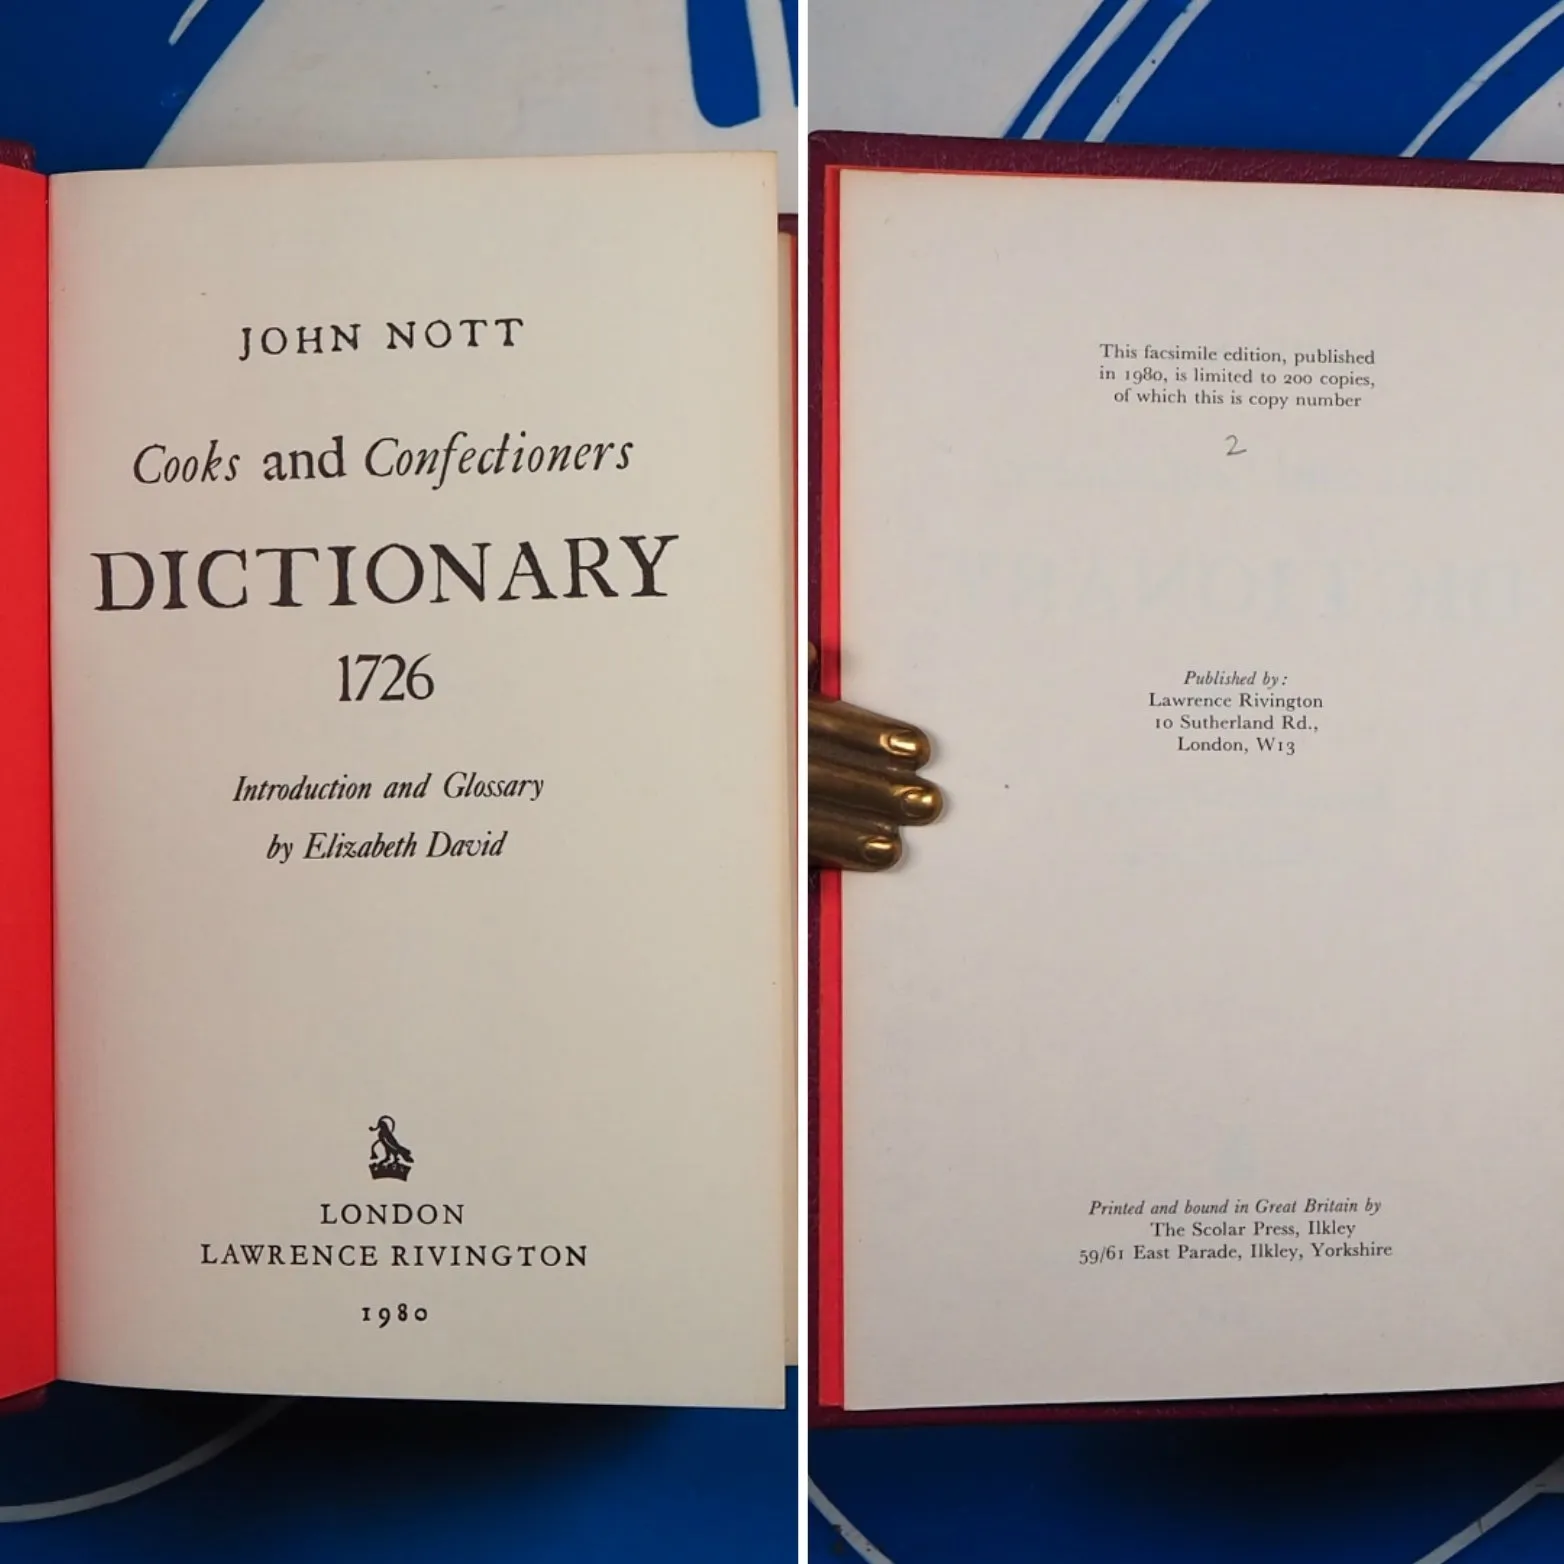 JOHN NOTT
Cooks and Confectioners
DICTIONARY
1726
Introduction and Glossary
by Elizabeth David
LONDON
LAWRENCE RIVINGTON
1980
This facsimile edition, published
in 1980, is limited to 200 copies,
of which this is copy number
2
Published by:
Lawrence Rivington
10 Sutherland Rd.,
London, W13
Printed and bound in Great Britain by
The Scolar Press, Ilkley
59/61 East Parade, Ilkley, Yorkshire